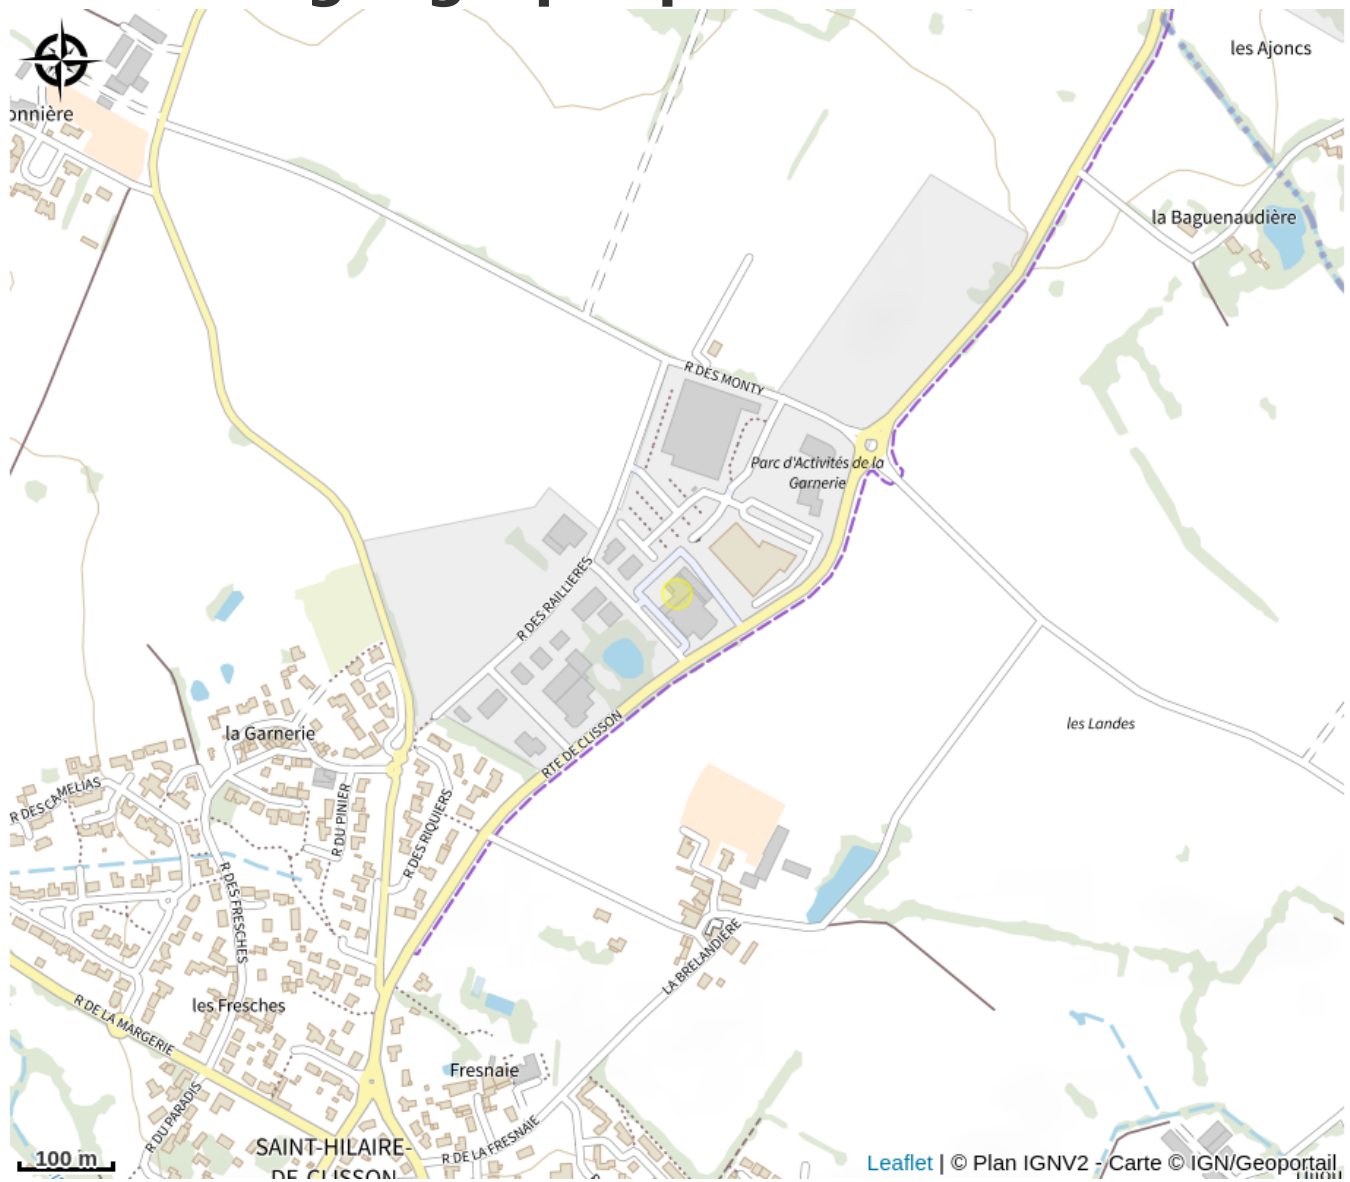 les Ajoncs
onnière
la Baguenaudière
R DES MONTY
Parc d'Activités de la
Garnerie
R DES RAILLIERES
les Landes
la Garnerie
RTE DE CLISSON
R DES CAMELIAS
R DU PINIER
R DES RIQUIERS
R DES FRESCHES
LA BRELANDIERE
les Fresches
R DE LA MARGERIE
Fresnaie
R DU PARADIS
R DE LA FRESNAIE
SAINT-HILAIRE-
DE-CLISSON
100 m
Leaflet | © Plan IGNV2 - Carte © IGN/Geoportail